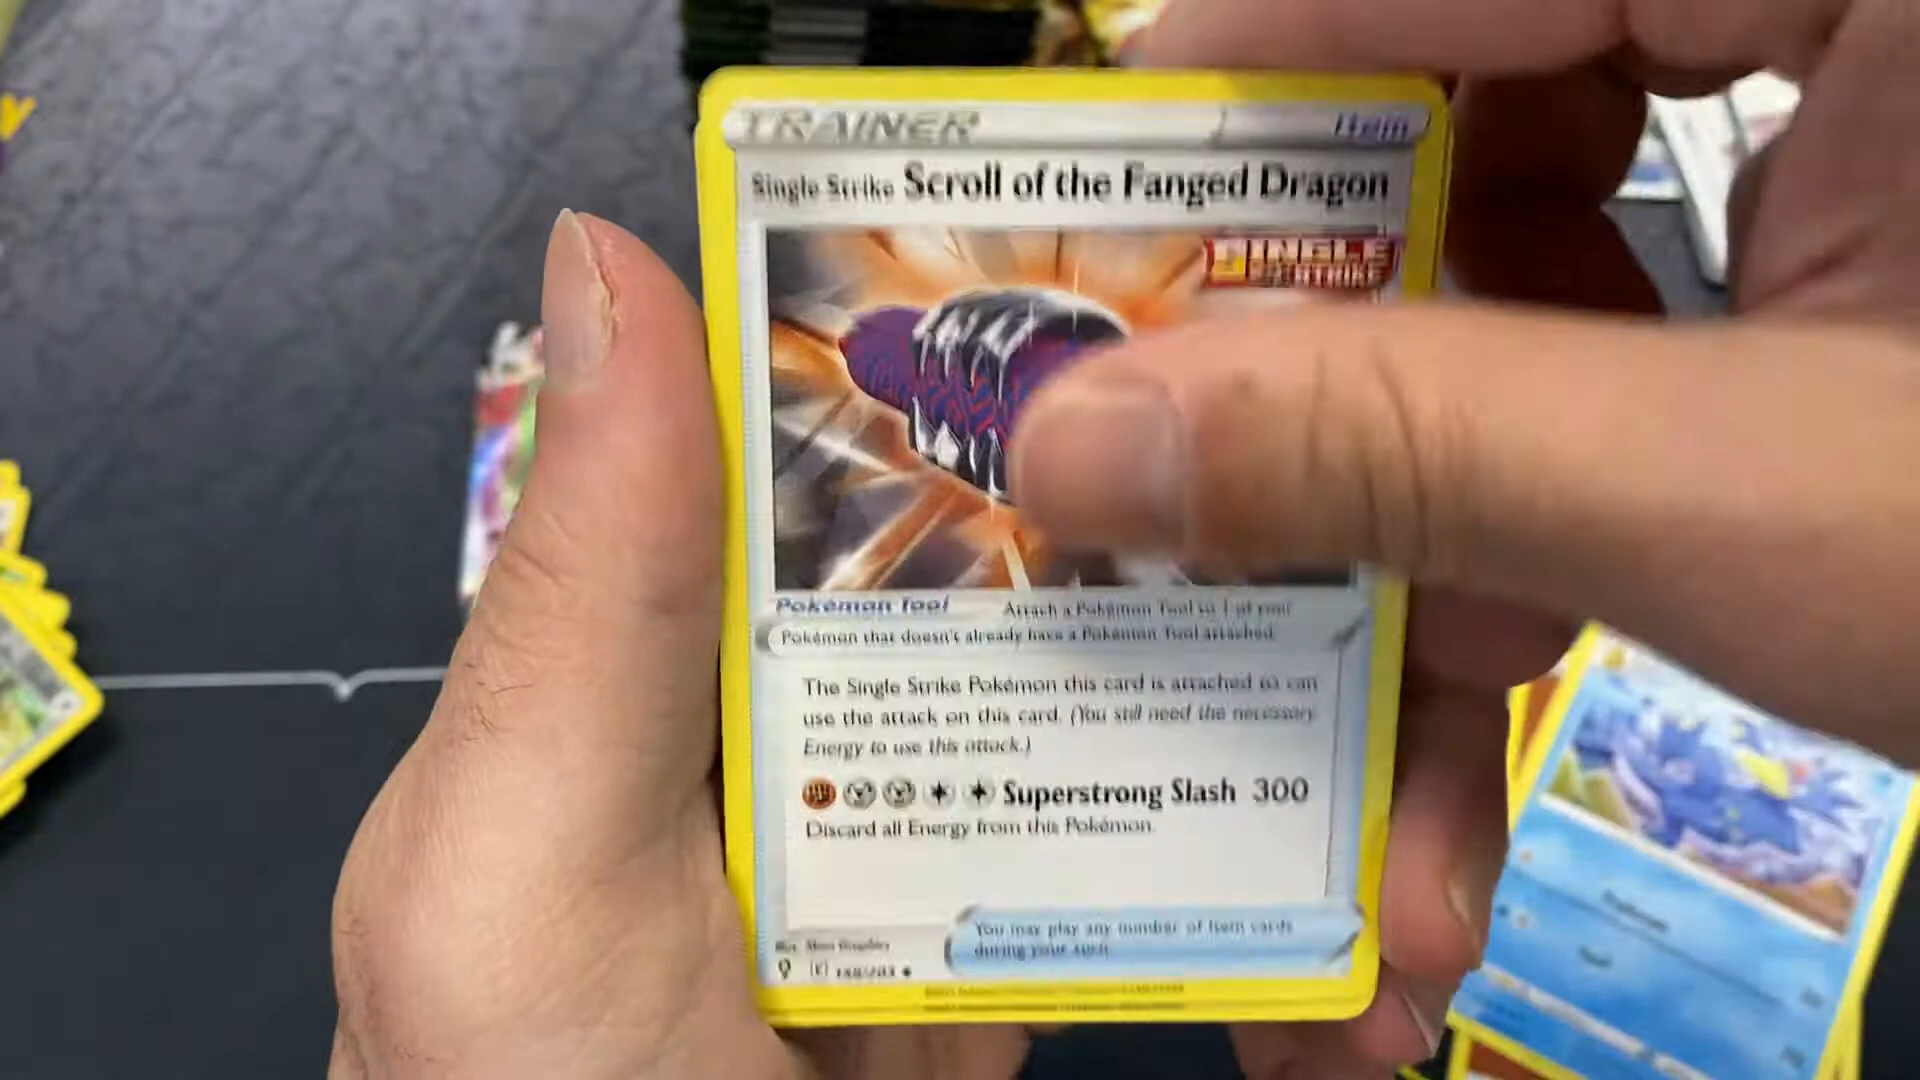 TRAINER Item
Single Strike Scroll of the Fanged Dragon
SINGLE
STRIKE
Pokémon Tool Attach a Pokémon Tool to 1 of your
Pokémon that doesn't already have a Pokémon Tool attached.
The Single Strike Pokémon this card is attached to can
use the attack on this card. (You still need the necessary
Energy to use this attack.)
Superstrong Slash 300
Discard all Energy from this Pokémon.
You may play any number of Item cards
during your turn.